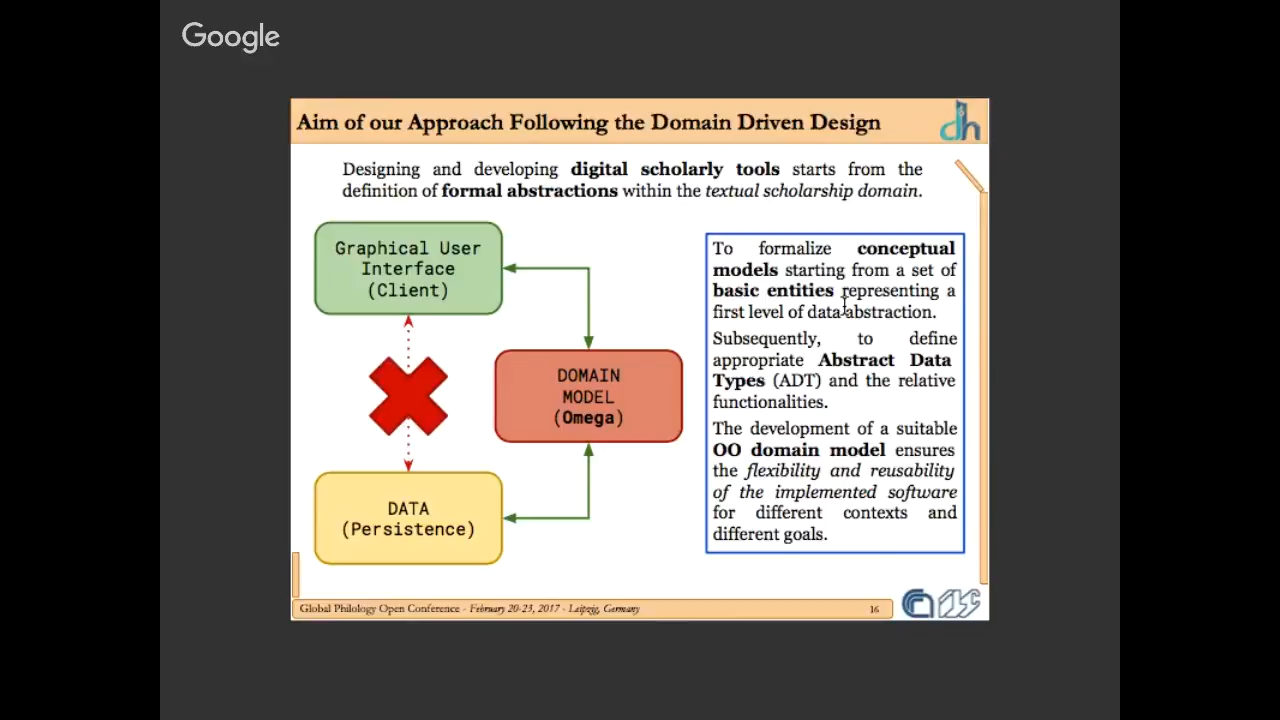 Google
Aim of our Approach Following the Domain Driven Design
dh
Designing and developing digital scholarly tools starts from the
definition of formal abstractions within the textual scholarship domain.
Graphical User
Interface
(Client)
DOMAIN
MODEL
(Omega)
DATA
(Persistence)
To formalize conceptual
models starting from a set of
basic entities representing a
first level of data abstraction.
Subsequently, to define
appropriate Abstract Data
Types (ADT) and the relative
functionalities.
The development of a suitable
OO domain model ensures
the flexibility and reusability
of the implemented software
for different contexts and
different goals.
Global Philology Open Conference - February 20-23, 2017 - Leipzig, Germany
16